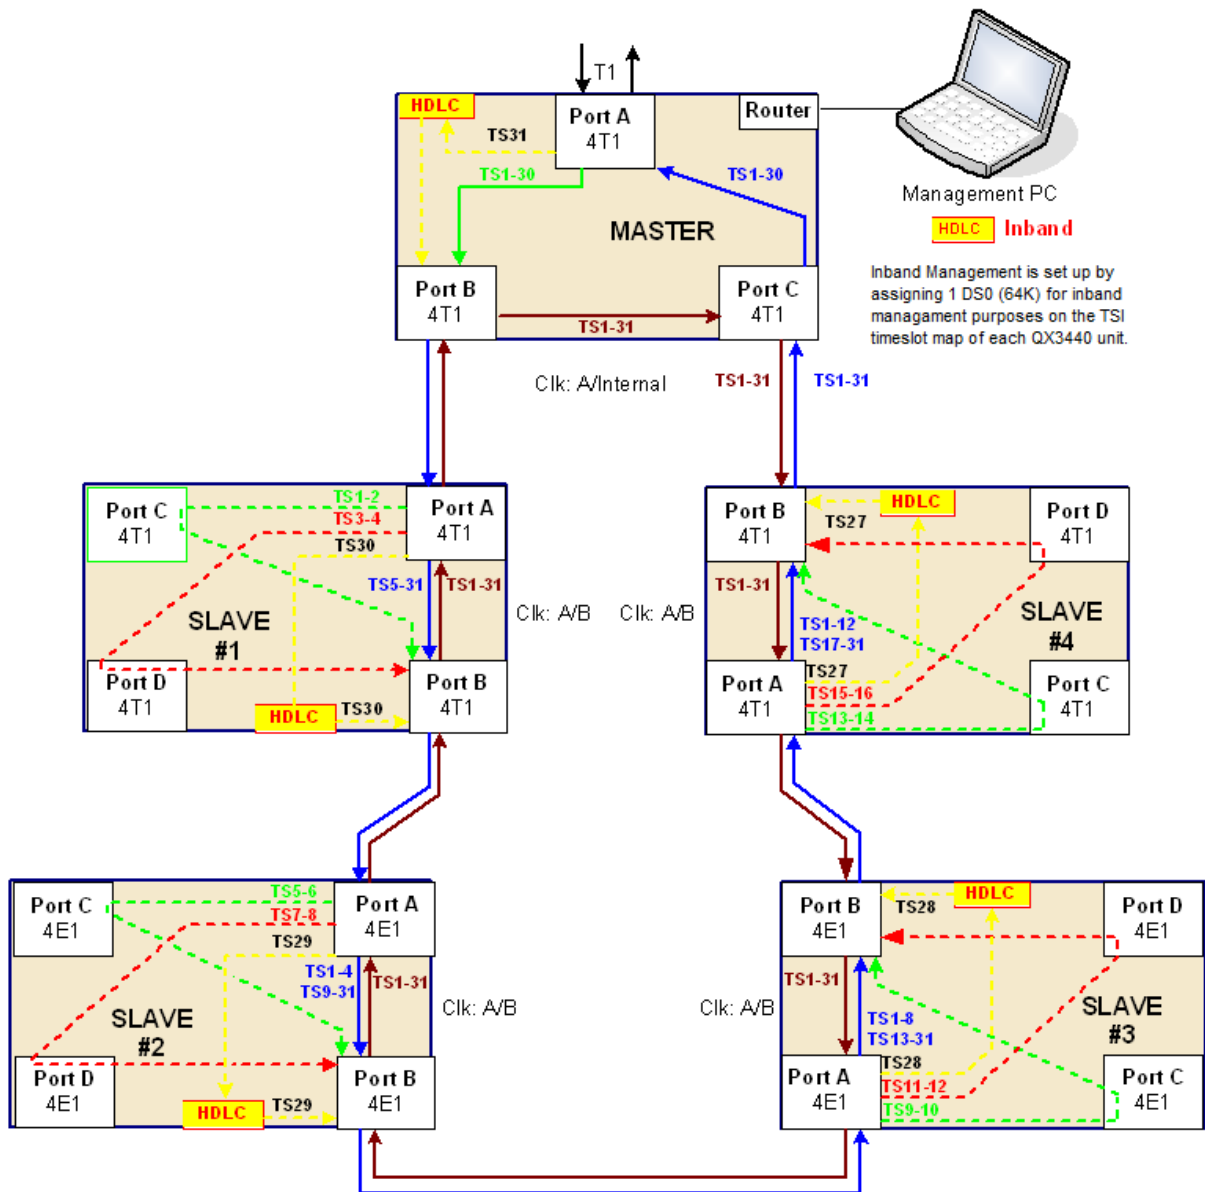 T1
HDLC
Port A
4T1
Router
TS31
TS1-30
TS1-30
MASTER
Port B
4T1
Port C
4T1
TS1-31
Management PC
HDLC Inband
Inband Management is set up by
assigning 1 DS0 (64K) for inband
managament purposes on the TSI
timeslot map of each QX3440 unit.
Clk: A/Internal
TS1-31
TS1-31
Port C
4T1
TS1-2
TS3-4
TS30
Port A
4T1
TS5-31
TS1-31
SLAVE
#1
Clk: A/B
Port D
4T1
HDLC
TS30
Port B
4T1
Port B
4T1
HDLC
TS27
Port D
4T1
TS1-31
Clk: A/B
TS1-12
TS17-31
SLAVE
#4
Port A
4T1
TS27
TS15-16
TS13-14
Port C
4T1
Port C
4E1
TS5-6
TS7-8
TS29
Port A
4E1
TS1-4
TS9-31
TS1-31
SLAVE
#2
Clk: A/B
Port D
4E1
HDLC
TS29
Port B
4E1
Port B
4E1
HDLC
TS28
Port D
4E1
TS1-31
Clk: A/B
TS1-8
TS13-31
SLAVE
#3
Port A
4E1
TS28
TS11-12
TS9-10
Port C
4E1